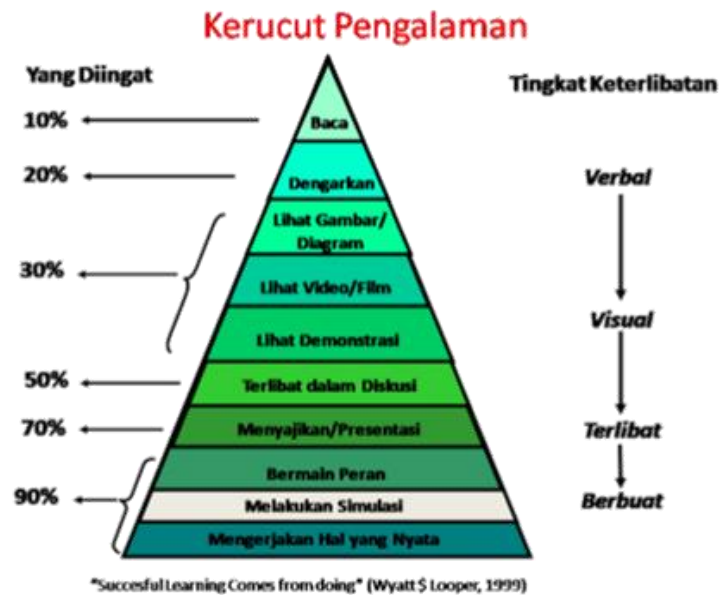 Kerucut Pengalaman
Yang Diingat
Tingkat Keterlibatan
10%
Baca
20%
Dengarkan
Verbal
Lihat Gambar/
Diagram
30%
Lihat Video/Film
Visual
Lihat Demonstrasi
50%
Terlibat dalam Diskusi
70%
Menyajikan/Presentasi
Terlibat
Bermain Peran
90%
Melakukan Simulasi
Berbuat
Mengerjakan Hal yang Nyata
"Succesful Learning Comes from doing" (Wyatt $ Looper, 1999)